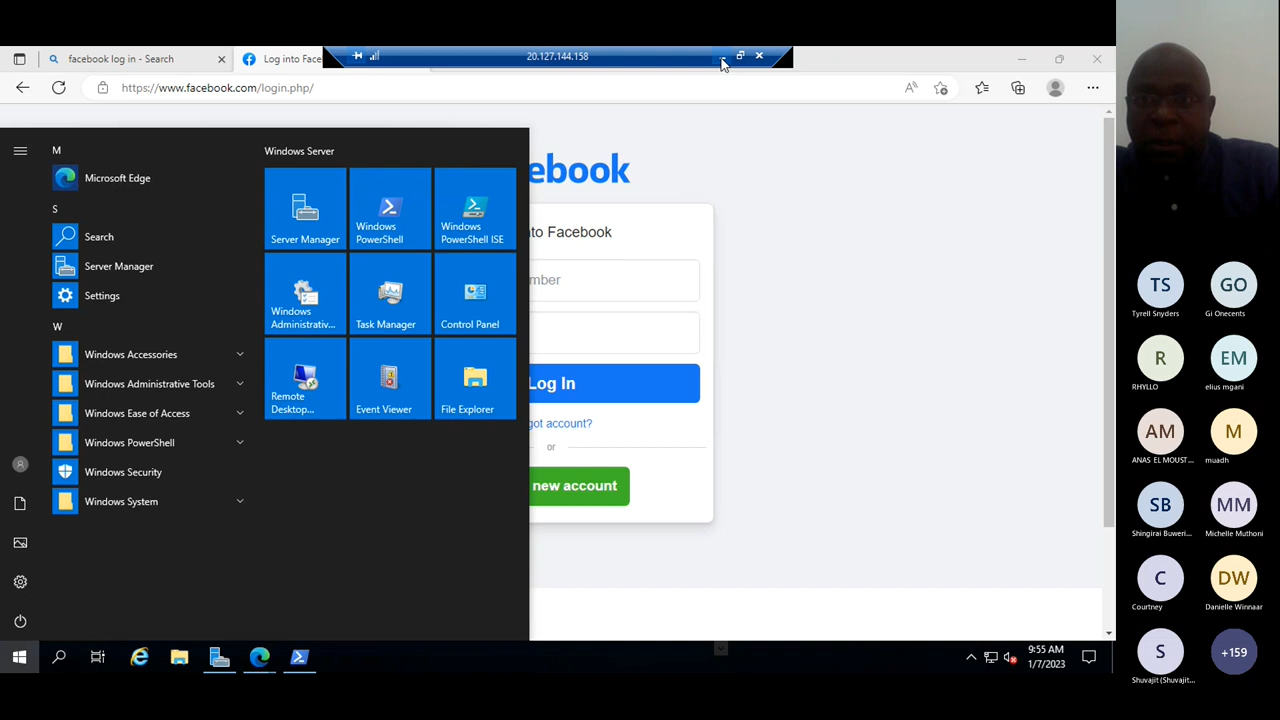 facebook log in - Search
Log into Face
20.127.144.158
https://www.facebook.com/login.php/
M
Microsoft Edge
S
Search
Server Manager
Settings
W
Windows Accessories
Windows Administrative Tools
Windows Ease of Access
Windows PowerShell
Windows Security
Windows System
Windows Server
Server Manager
Windows
PowerShell
Windows
PowerShell ISE
Windows
Administrativ...
Task Manager
Control Panel
Remote
Desktop...
Event Viewer
File Explorer
ebook
nto Facebook
mber
Log In
got account?
or
new account
9:55 AM
1/7/2023
TS
Tyrell Snyders
GO
Gi Onecents
R
RHYLLO
EM
elius mgani
AM
ANAS EL MOUST...
M
muadh
SB
Shingirai Buweri...
MM
Michelle Muthoni
C
Courtney
DW
Danielle Winnaar
S
Shuvajit (Shuvajit...
+159